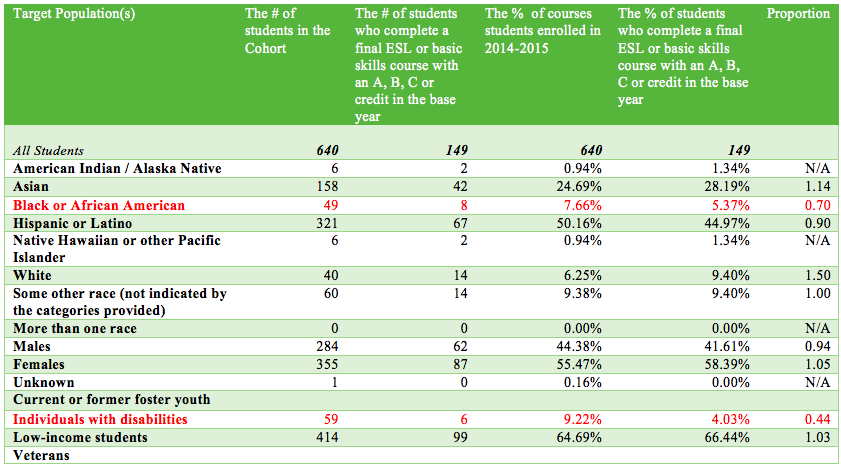 Target Population(s) The # of students in the Cohort The # of students who complete a final ESL or basic skills course with an A, B, C or credit in the base year The % of courses students enrolled in 2014-2015 The % of students who complete a final ESL or basic skills course with an A, B, C or credit in the base year Proportion
All Students 640 149 640 149
American Indian / Alaska Native 6 2 0.94% 1.34% N/A
Asian 158 42 24.69% 28.19% 1.14
Black or African American 49 8 7.66% 5.37% 0.70
Hispanic or Latino 321 67 50.16% 44.97% 0.90
Native Hawaiian or other Pacific Islander 6 2 0.94% 1.34% N/A
White 40 14 6.25% 9.40% 1.50
Some other race (not indicated by the categories provided) 60 14 9.38% 9.40% 1.00
More than one race 0 0 0.00% 0.00% N/A
Males 284 62 44.38% 41.61% 0.94
Females 355 87 55.47% 58.39% 1.05
Unknown 1 0 0.16% 0.00% N/A
Current or former foster youth
Individuals with disabilities 59 6 9.22% 4.03% 0.44
Low-income students 414 99 64.69% 66.44% 1.03
Veterans